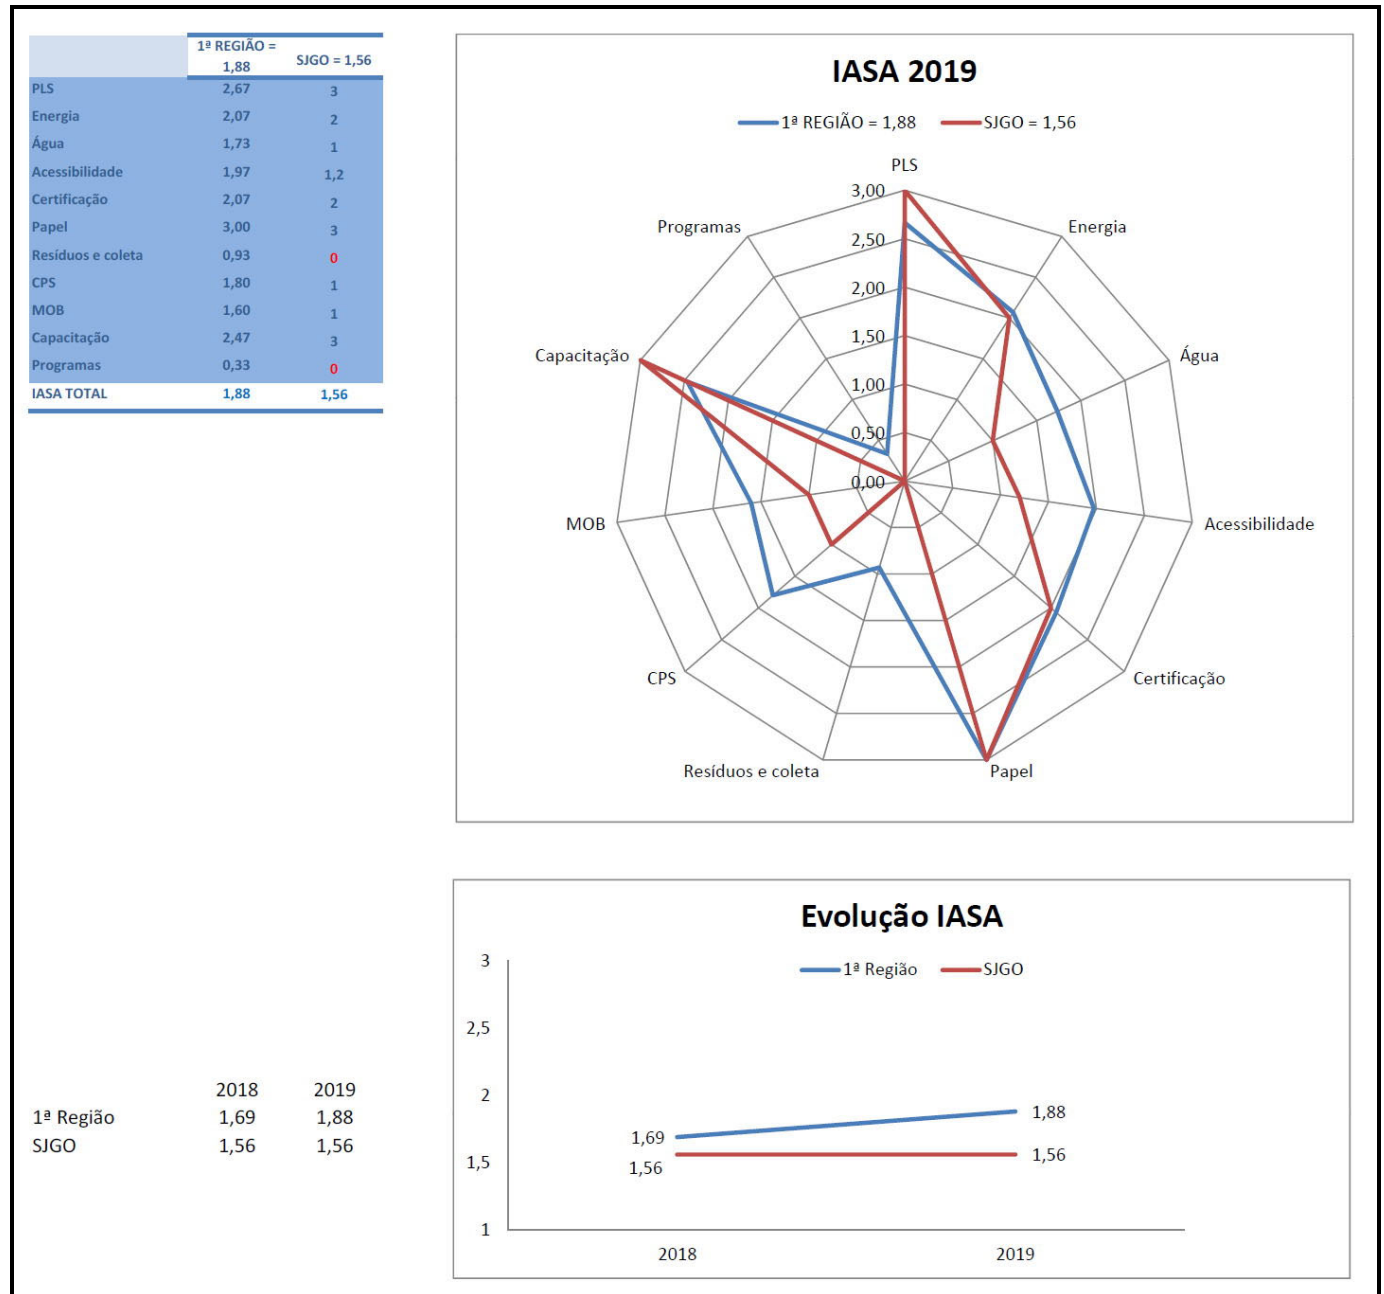 1ª REGIÃO =
1,88 SJGO = 1,56
PLS 2,67 3
Energia 2,07 2
Água 1,73 1
Acessibilidade 1,97 1,2
Certificação 2,07 2
Papel 3,00 3
Resíduos e coleta 0,93 0
CPS 1,80 1
MOB 1,60 1
Capacitação 2,47 3
Programas 0,33 0
IASA TOTAL 1,88 1,56
IASA 2019
1ª REGIÃO = 1,88 SJGO = 1,56
PLS
3,00
Programas Energia
2,50
2,00
1,50
Capacitação Água
1,00
0,50
0,00
MOB Acessibilidade
CPS Certificação
Resíduos e coleta Papel
Evolução IASA
1ª Região SJGO
3
2,5
2
1,5
1
1,69 1,88
1,56 1,56
2018 2019
2018 2019
1ª Região 1,69 1,88
SJGO 1,56 1,56